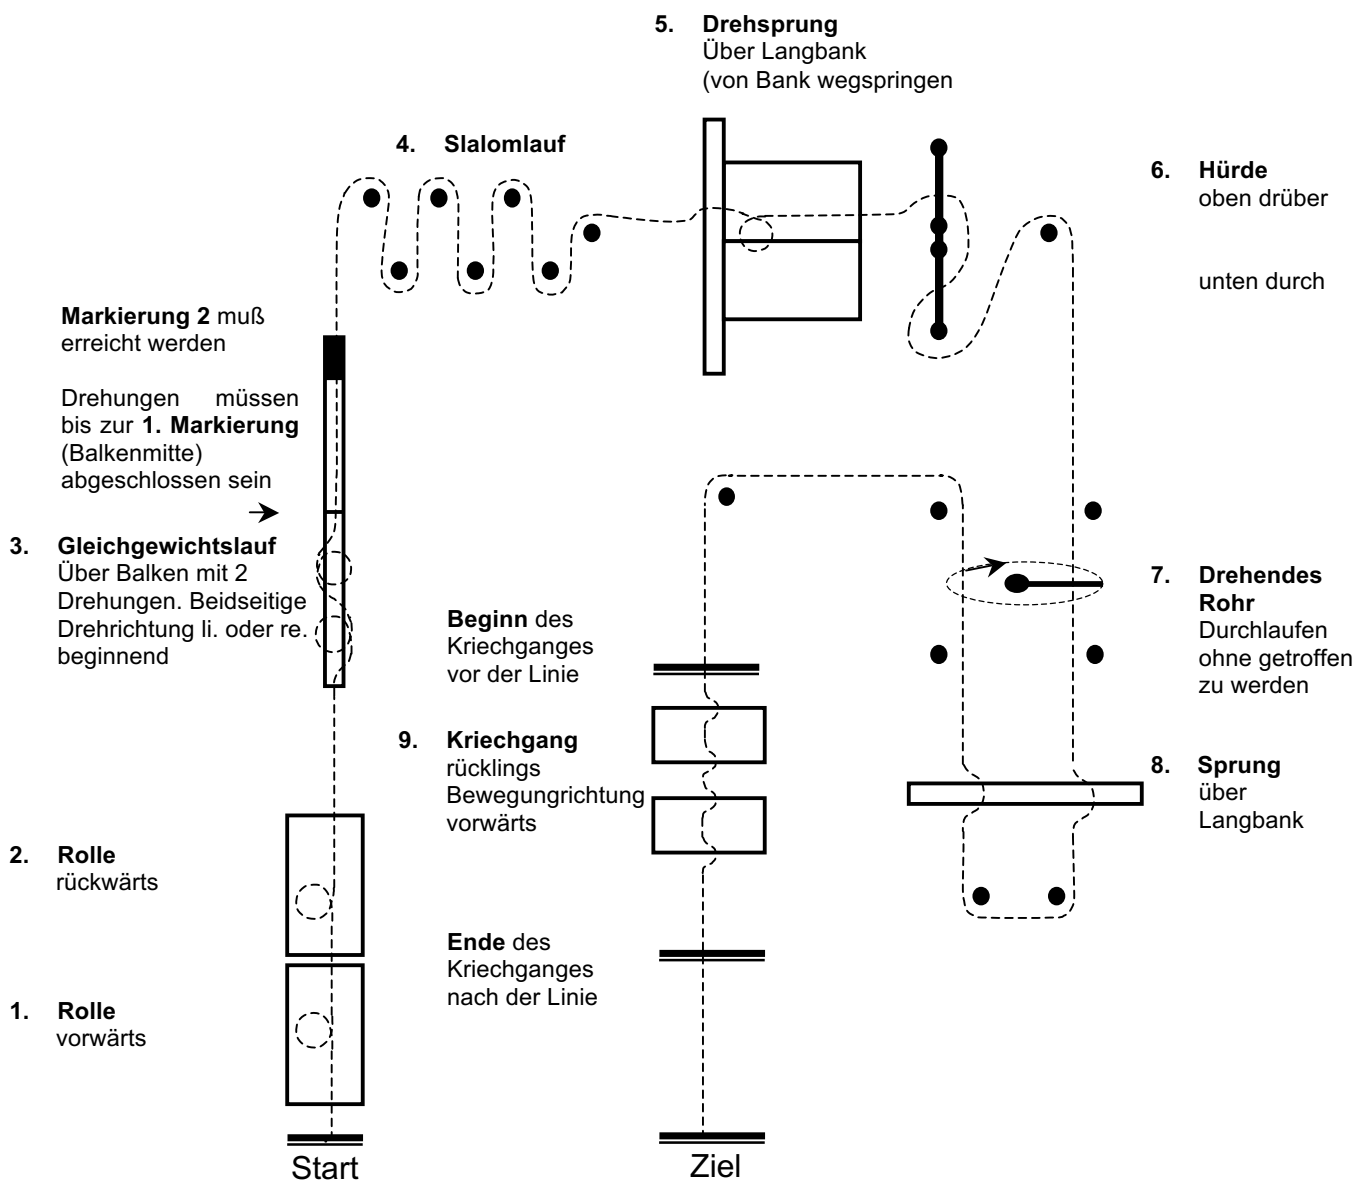 5. Drehsprung
Über Langbank
(von Bank wegspringen
4. Slalomlauf
6. Hürde
oben drüber
unten durch
Markierung 2 muß
erreicht werden
Drehungen müssen
bis zur 1. Markierung
(Balkenmitte)
abgeschlossen sein
3. Gleichgewichtslauf
Über Balken mit 2
Drehungen. Beidseitige
Drehrichtung li. oder re.
beginnend
7. Drehendes
Rohr
Durchlaufen
ohne getroffen
zu werden
Beginn des
Kriechganges
vor der Linie
9. Kriechgang
rücklings
Bewegungrichtung
vorwärts
8. Sprung
über
Langbank
2. Rolle
rückwärts
Ende des
Kriechganges
nach der Linie
1. Rolle
vorwärts
Start
Ziel